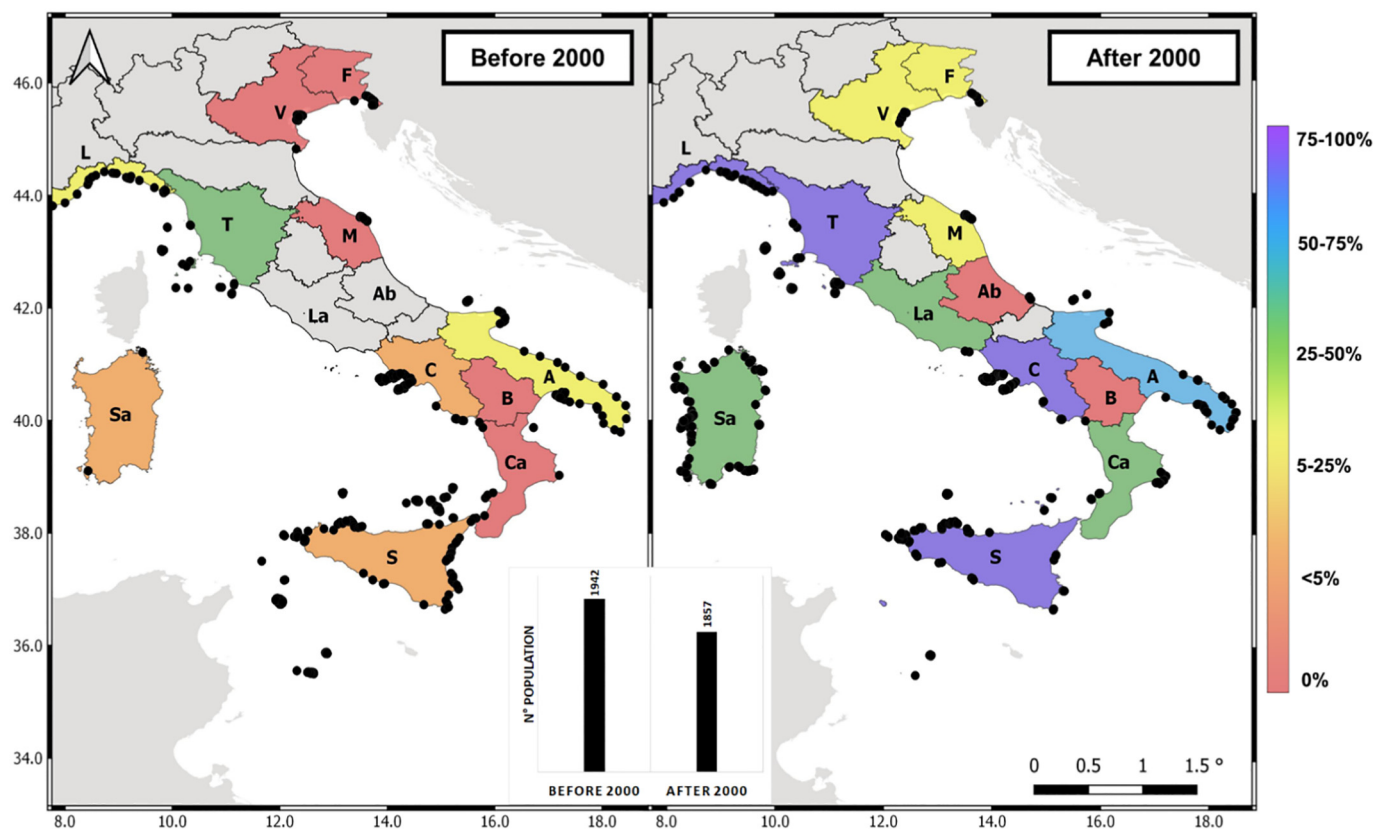 Before 2000
After 2000
46.0
44.0
42.0
40.0
38.0
36.0
34.0
F
V
L
T
M
Ab
La
C
B
A
Sa
Ca
S
F
V
L
T
M
Ab
La
C
B
A
Sa
Ca
S
75-100%
50-75%
25-50%
5-25%
<5%
0%
N° POPULATION
1942
1857
BEFORE 2000
AFTER 2000
0 0.5 1 1.5 °
8.0 10.0 12.0 14.0 16.0 18.0
8.0 10.0 12.0 14.0 16.0 18.0